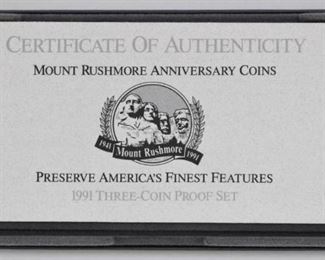 CERTIFICATE OF AUTHENTICITY
MOUNT RUSHMORE ANNIVERSARY COINS
1941 Mount Rushmore 1991
PRESERVE AMERICA'S FINEST FEATURES
1991 THREE-COIN PROOF SET